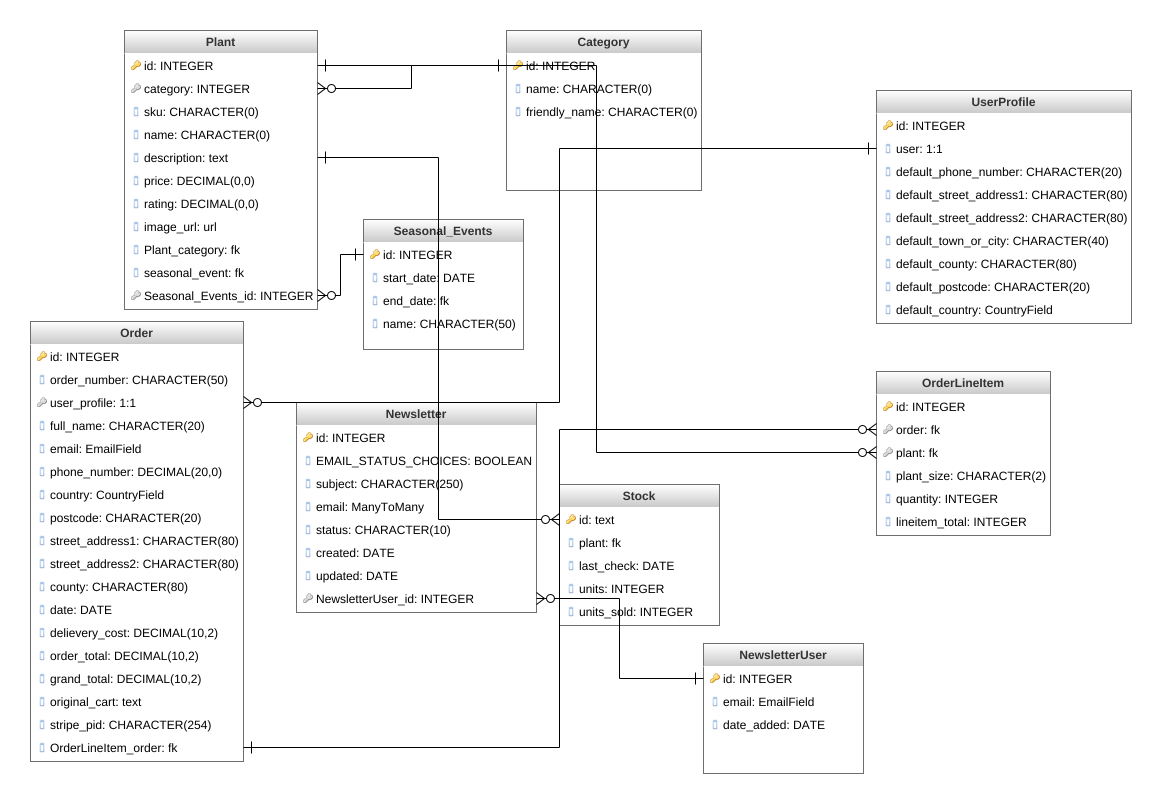 Plant
id: INTEGER
category: INTEGER
sku: CHARACTER(0)
name: CHARACTER(0)
description: text
price: DECIMAL(0,0)
rating: DECIMAL(0,0)
image_url: url
Plant_category: fk
seasonal_event: fk
Seasonal_Events_id: INTEGER
Category
id: INTEGER
name: CHARACTER(0)
friendly_name: CHARACTER(0)
UserProfile
id: INTEGER
user: 1:1
default_phone_number: CHARACTER(20)
default_street_address1: CHARACTER(80)
default_street_address2: CHARACTER(80)
default_town_or_city: CHARACTER(40)
default_county: CHARACTER(80)
default_postcode: CHARACTER(20)
default_country: CountryField
Seasonal_Events
id: INTEGER
start_date: DATE
end_date: fk
name: CHARACTER(50)
Order
id: INTEGER
order_number: CHARACTER(50)
user_profile: 1:1
full_name: CHARACTER(20)
email: EmailField
phone_number: DECIMAL(20,0)
country: CountryField
postcode: CHARACTER(20)
street_address1: CHARACTER(80)
street_address2: CHARACTER(80)
county: CHARACTER(80)
date: DATE
delievery_cost: DECIMAL(10,2)
order_total: DECIMAL(10,2)
grand_total: DECIMAL(10,2)
original_cart: text
stripe_pid: CHARACTER(254)
OrderLIneItem_order: fk
Newsletter
id: INTEGER
EMAIL_STATUS_CHOICES: BOOLEAN
subject: CHARACTER(250)
email: ManyToMany
status: CHARACTER(10)
created: DATE
updated: DATE
NewsletterUser_id: INTEGER
OrderLineItem
id: INTEGER
order: fk
plant: fk
plant_size: CHARACTER(2)
quantity: INTEGER
lineitem_total: INTEGER
Stock
id: text
plant: fk
last_check: DATE
units: INTEGER
units_sold: INTEGER
NewsletterUser
id: INTEGER
email: EmailField
date_added: DATE